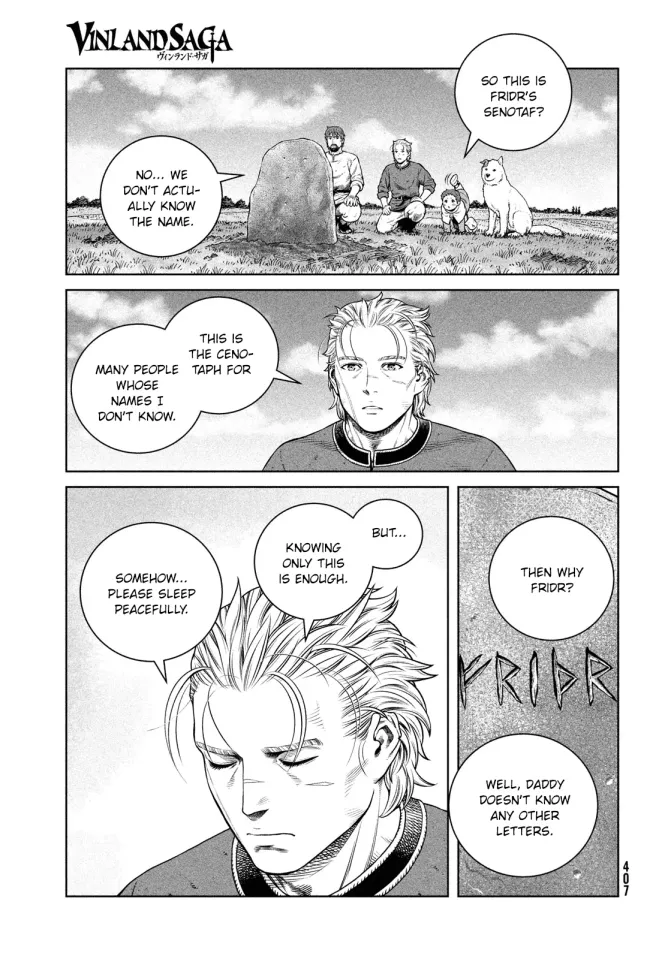 VINLAND SAGA
ヴィンランド・サガ
SO THIS IS
FRIDR'S
SENOTAF?
NO... WE
DON'T ACTU-
ALLY KNOW
THE NAME.
THIS IS
THE CENO-
TAPH FOR
MANY PEOPLE
WHOSE
NAMES I
DON'T KNOW.
THEN WHY
FRIDR?
ᚠᚱᛁᚦᚱ
WELL, DADDY
DOESN'T KNOW
ANY OTHER
LETTERS.
BUT...
KNOWING
ONLY THIS
IS ENOUGH.
SOMEHOW...
PLEASE SLEEP
PEACEFULLY.
407